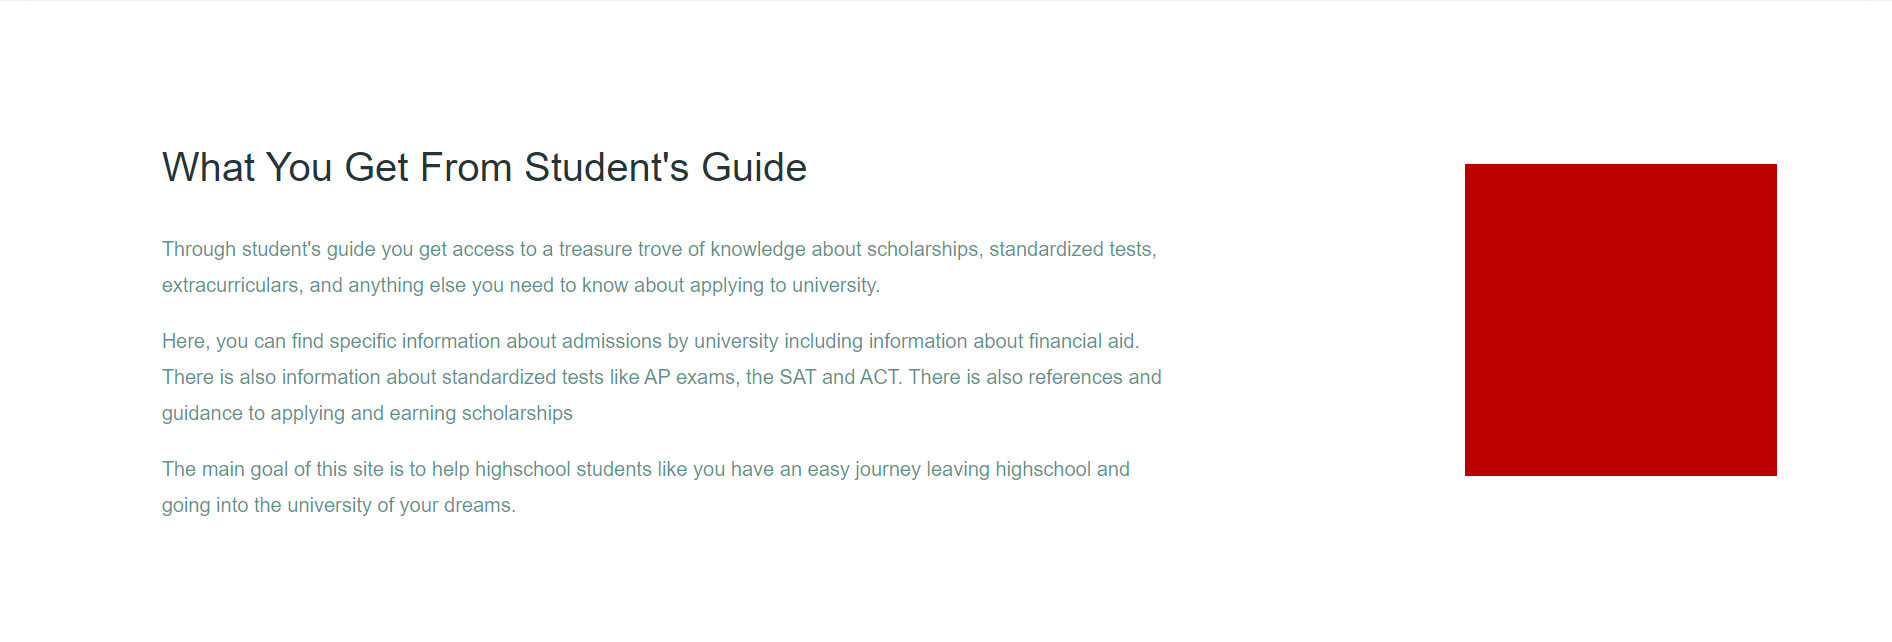 What You Get From Student's Guide
Through student's guide you get access to a treasure trove of knowledge about scholarships, standardized tests,
extracurriculars, and anything else you need to know about applying to university.
Here, you can find specific information about admissions by university including information about financial aid.
There is also information about standardized tests like AP exams, the SAT and ACT. There is also references and
guidance to applying and earning scholarships
The main goal of this site is to help highschool students like you have an easy journey leaving highschool and
going into the university of your dreams.